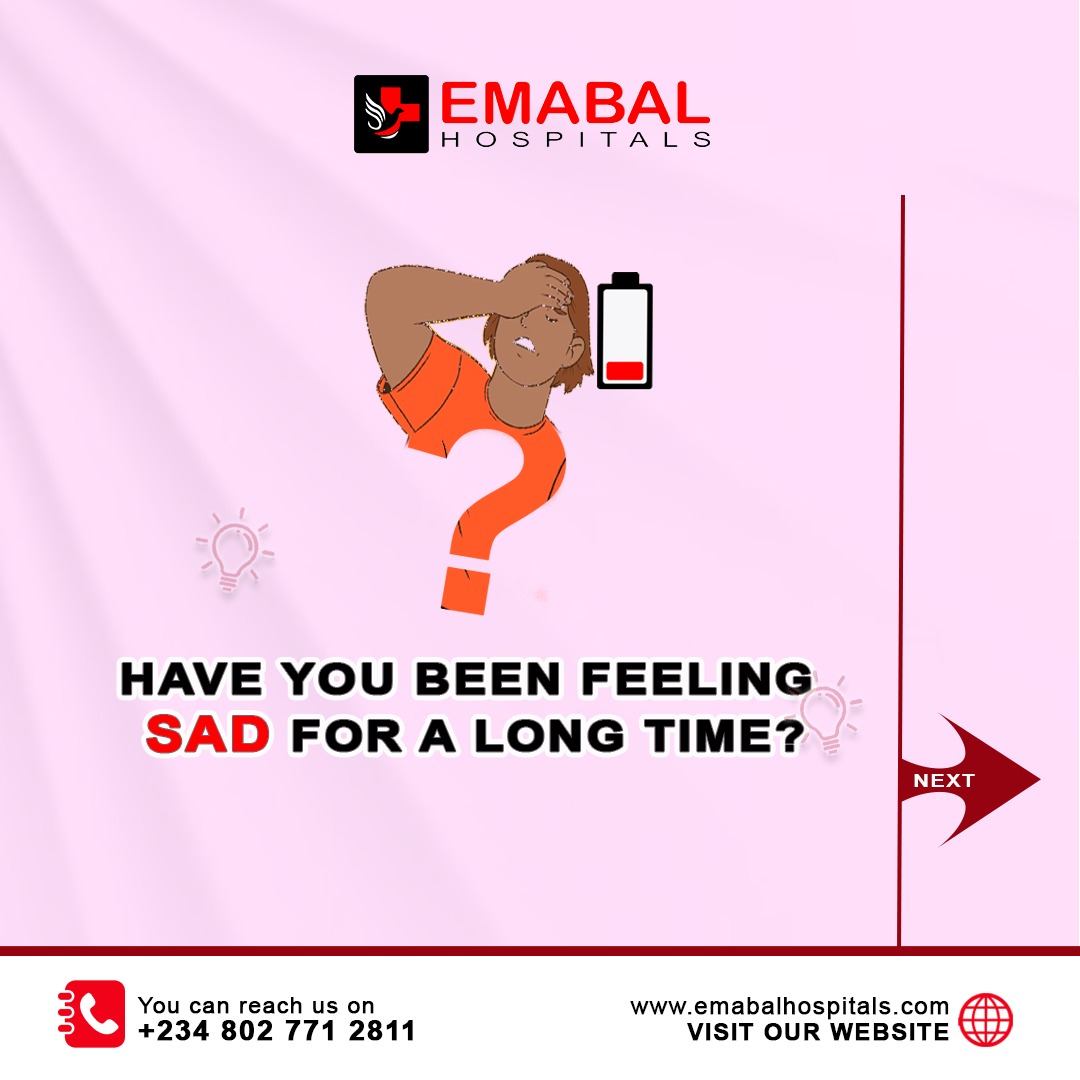 EMABAL
HOSPITALS
HAVE YOU BEEN FEELING
SAD FOR A LONG TIME?
NEXT
You can reach us on
+234 802 771 2811
www.emabalhospitals.com
VISIT OUR WEBSITE